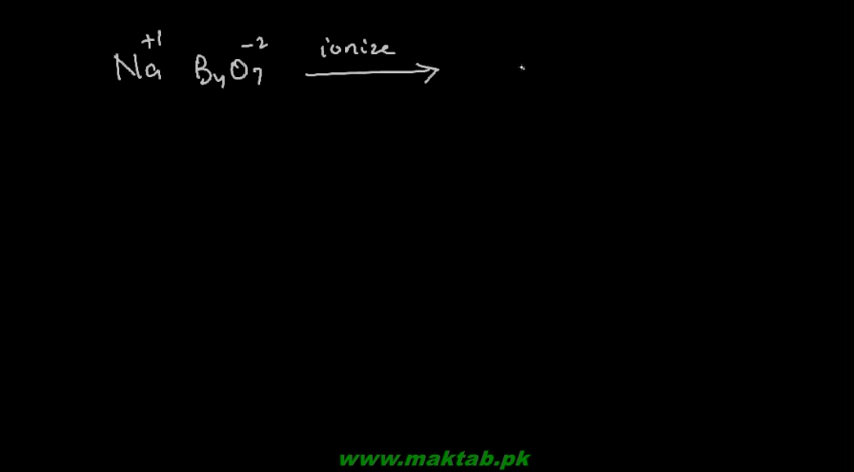 Na⁺¹ B₄O₇⁻² ionize →
www.maktab.pk